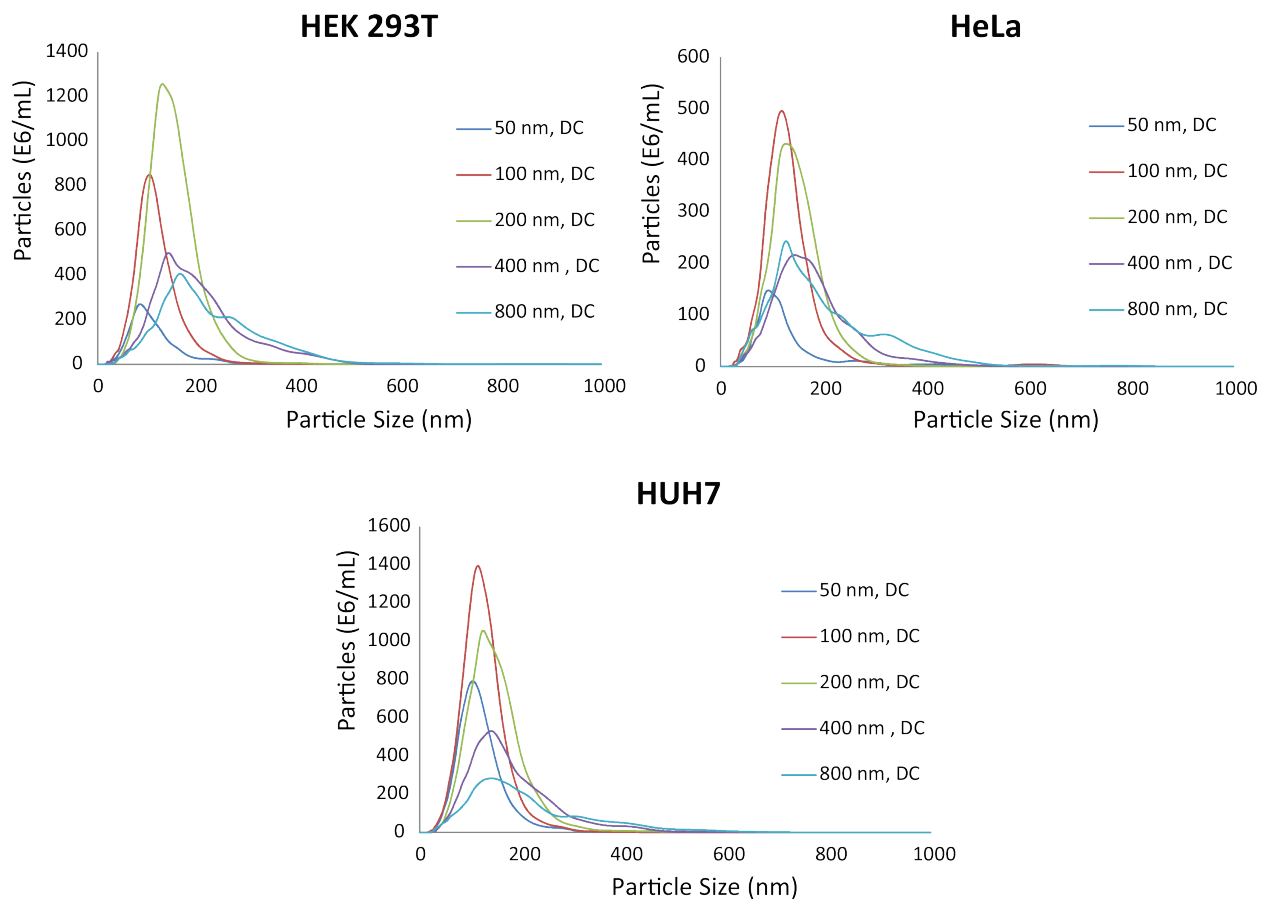 HEK 293T
Particles (E6/mL)
1400
1200
1000
800
600
400
200
0
0 200 400 600 800 1000
Particle Size (nm)
50 nm, DC
100 nm, DC
200 nm, DC
400 nm , DC
800 nm, DC
HeLa
Particles (E6/mL)
600
500
400
300
200
100
0
0 200 400 600 800 1000
Particle Size (nm)
50 nm, DC
100 nm, DC
200 nm, DC
400 nm, DC
800 nm, DC
HUH7
Particles (E6/mL)
1600
1400
1200
1000
800
600
400
200
0
0 200 400 600 800 1000
Particle Size (nm)
50 nm, DC
100 nm, DC
200 nm, DC
400 nm , DC
800 nm, DC